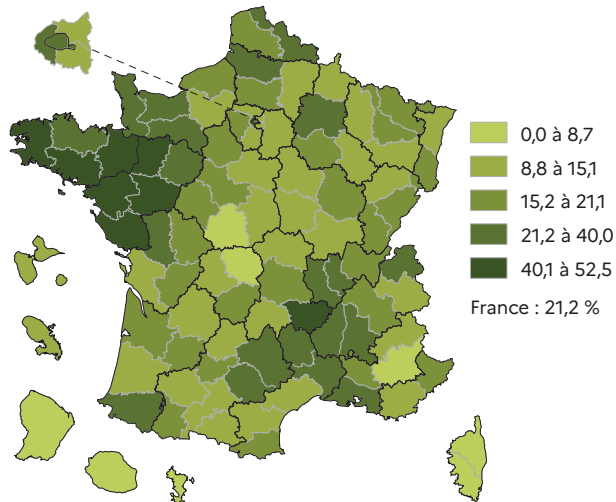 0,0 à 8,7
8,8 à 15,1
15,2 à 21,1
21,2 à 40,0
40,1 à 52,5
France : 21,2 %